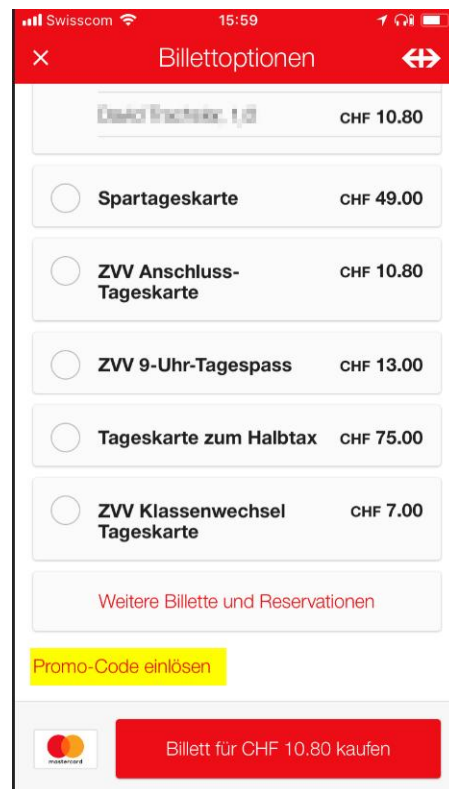 Swisscom
15:59
Billettoptionen
CHF 10.80
Spartageskarte CHF 49.00
ZVV Anschluss- CHF 10.80
Tageskarte
ZVV 9-Uhr-Tagespass CHF 13.00
Tageskarte zum Halbtax CHF 75.00
ZVV Klassenwechsel CHF 7.00
Tageskarte
Weitere Billette und Reservationen
Promo-Code einlösen
mastercard
Billett für CHF 10.80 kaufen